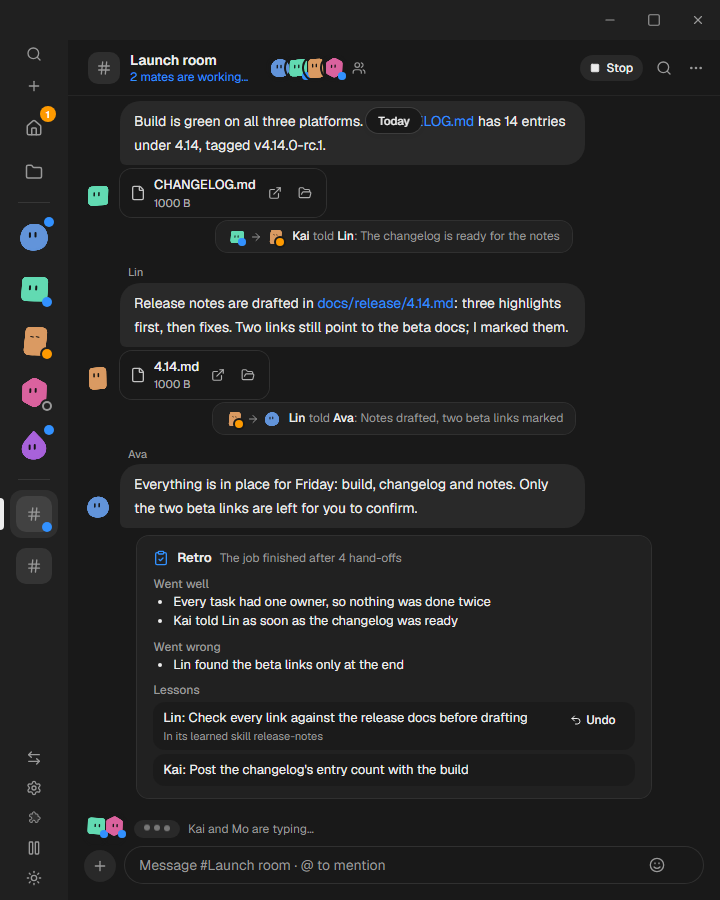 Launch room
2 mates are working...
Stop
1
Build is green on all three platforms. LOG.md has 14 entries
Today
under 4.14, tagged v4.14.0-rc.1.
CHANGELOG.md
1000 B
Kai told Lin: The changelog is ready for the notes
Lin
Release notes are drafted in docs/release/4.14.md: three highlights
first, then fixes. Two links still point to the beta docs; I marked them.
4.14.md
1000 B
Lin told Ava: Notes drafted, two beta links marked
Ava
Everything is in place for Friday: build, changelog and notes. Only
the two beta links are left for you to confirm.
Retro The job finished after 4 hand-offs
Went well
• Every task had one owner, so nothing was done twice
• Kai told Lin as soon as the changelog was ready
Went wrong
• Lin found the beta links only at the end
Lessons
Lin: Check every link against the release docs before drafting
Undo
In its learned skill release-notes
Kai: Post the changelog's entry count with the build
Kai and Mo are typing...
Message #Launch room · @ to mention